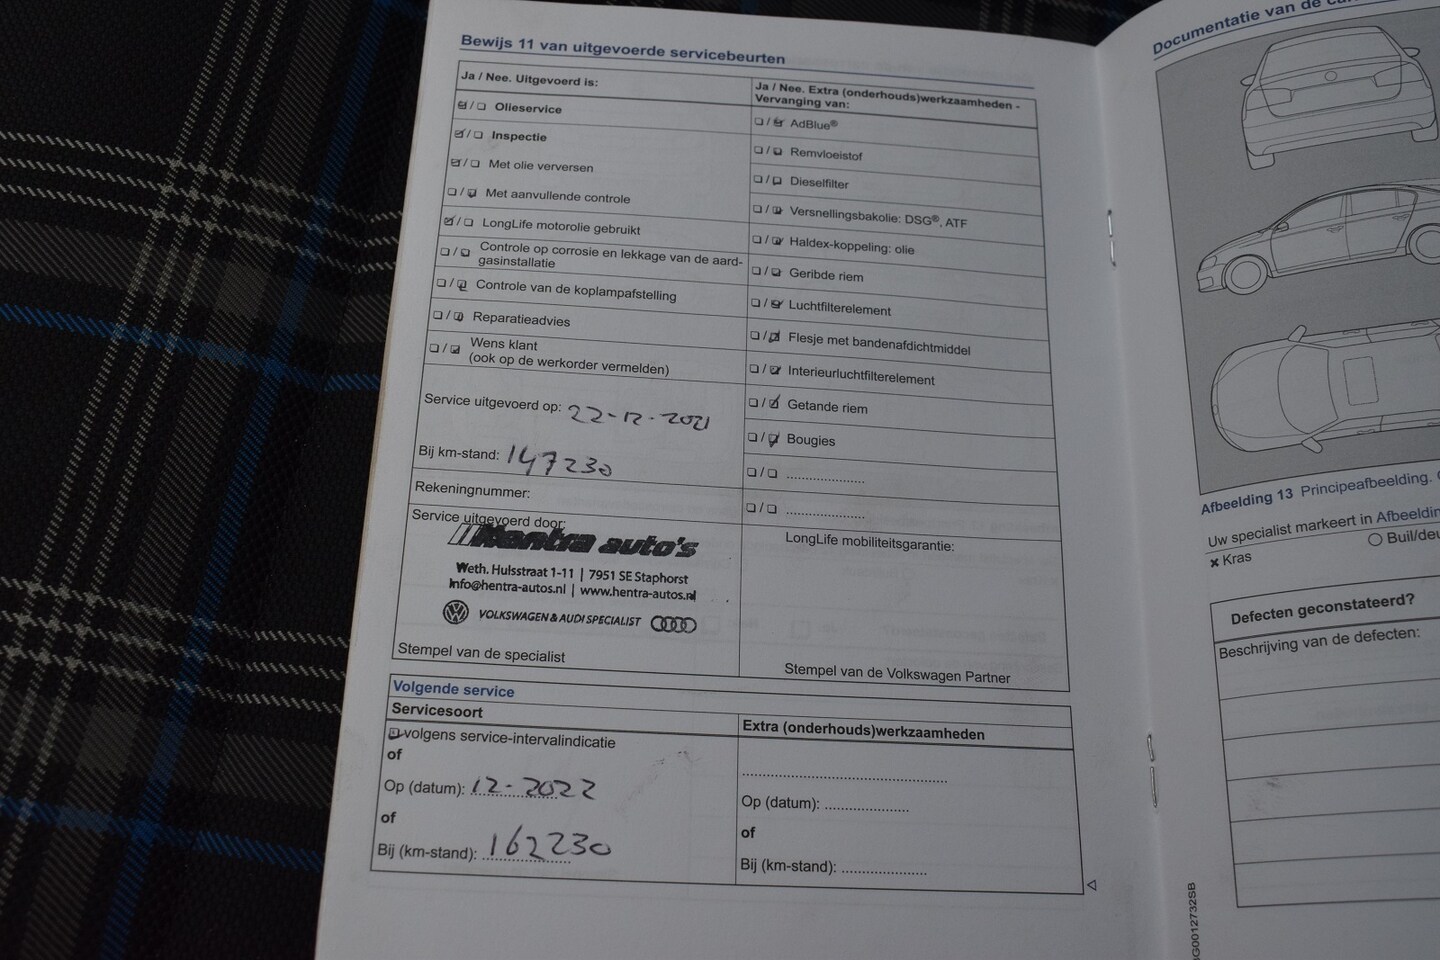 Bewijs 11 van uitgevoerde servicebeurten
Ja / Nee. Uitgevoerd is:
☑/☐ Olieservice
☑/☐ Inspectie
☑/☐ Met olie verversen
☐/☑ Met aanvullende controle
☑/☐ LongLife motorolie gebruikt
☐/☑ Controle op corrosie en lekkage van de aard-
gasinstallatie
☐/☑ Controle van de koplampafstelling
☐/☑ Reparatieadvies
☐/☑ Wens klant
(ook op de werkorder vermelden)
Service uitgevoerd op: 22-12-2021
Bij km-stand: 147230
Rekeningnummer:
Service uitgevoerd door:
Hentra auto's
Weth. Hulsstraat 1-11 | 7951 SE Staphorst
Info@hentra-autos.nl | www.hentra-autos.nl
VOLKSWAGEN & AUDI SPECIALIST
Stempel van de specialist
Ja / Nee. Extra (onderhouds)werkzaamheden -
Vervanging van:
☐/☑ AdBlue®
☐/☑ Remvloeistof
☐/☑ Dieselfilter
☐/☑ Versnellingsbakolie: DSG®, ATF
☐/☑ Haldex-koppeling: olie
☐/☑ Geribde riem
☐/☑ Luchtfilterelement
☐/☑ Flesje met bandenafdichtmiddel
☐/☑ Interieurluchtfilterelement
☐/☑ Getande riem
☐/☑ Bougies
☐/☐ ......................
☐/☐ ......................
LongLife mobiliteitsgarantie:
Stempel van de Volkswagen Partner
Volgende service
Servicesoort
☑ volgens service-intervalindicatie
of
Op (datum): 12-2022
of
Bij (km-stand): 162230
Extra (onderhouds)werkzaamheden
.....................................................
Op (datum): .....................
of
Bij (km-stand): .....................
Documentatie van de
Afbeelding 13 Principeafbeelding.
Uw specialist markeert in
✖ Kras
○ Buil/deu
Defecten geconstateerd?
Beschrijving van de defecten:
G0012732SB